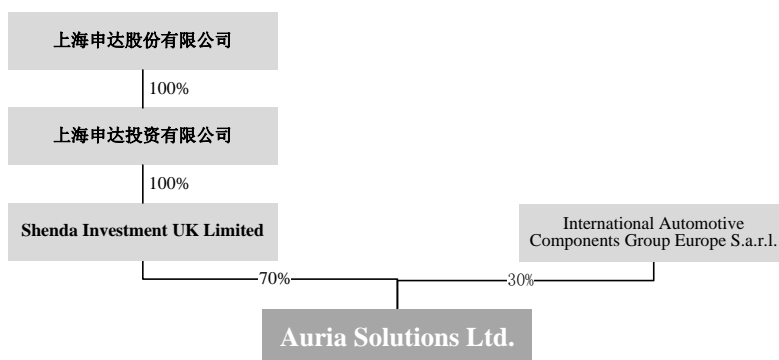 上海申达股份有限公司
100%
上海申达投资有限公司
100%
Shenda Investment UK Limited
International Automotive
Components Group Europe S.a.r.l.
70%
30%
Auria Solutions Ltd.